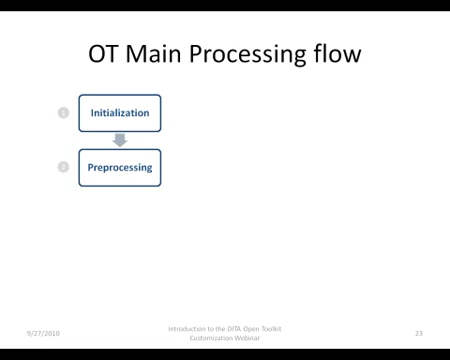 OT Main Processing flow
1
Initialization
2
Preprocessing
9/27/2010
Introduction to the DITA Open Toolkit
Customization Webinar
23